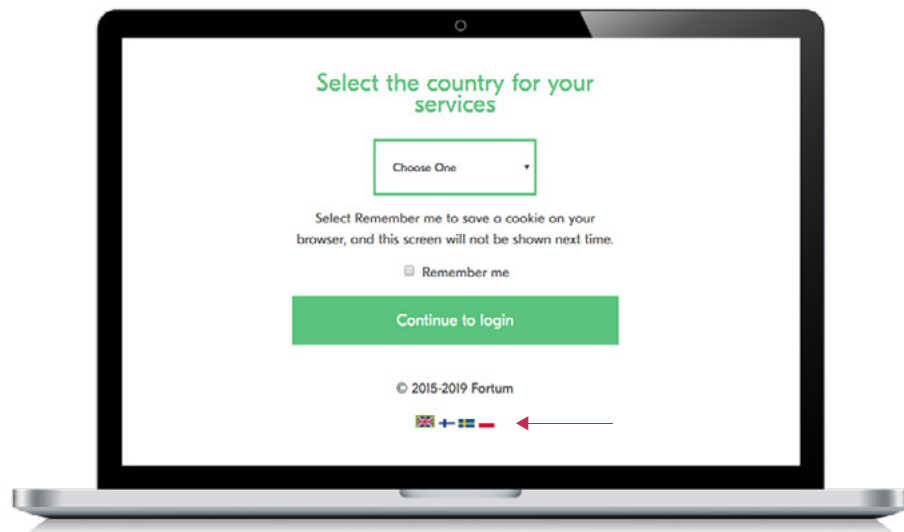 Select the country for your
services
Choose One
Select Remember me to save a cookie on your
browser, and this screen will not be shown next time.
Remember me
Continue to login
© 2015-2019 Fortum